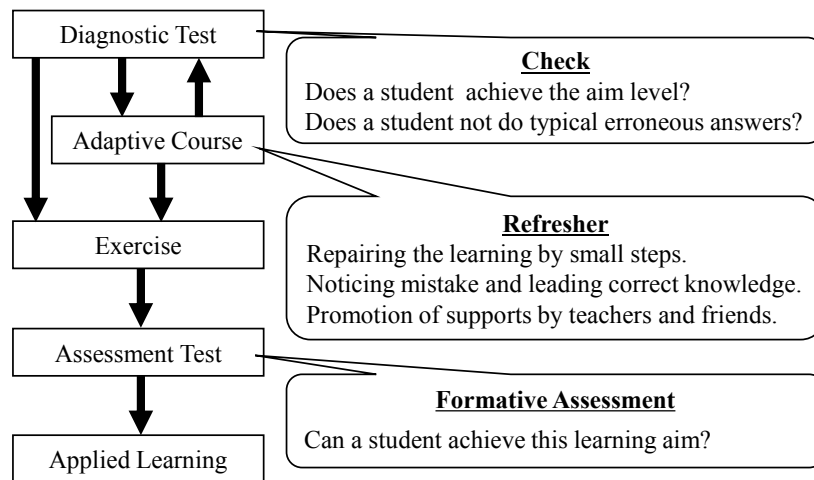 Diagnostic Test
Check
Does a student achieve the aim level?
Does a student not do typical erroneous answers?
Adaptive Course
Refresher
Repairing the learning by small steps.
Noticing mistake and leading correct knowledge.
Promotion of supports by teachers and friends.
Exercise
Assessment Test
Formative Assessment
Can a student achieve this learning aim?
Applied Learning